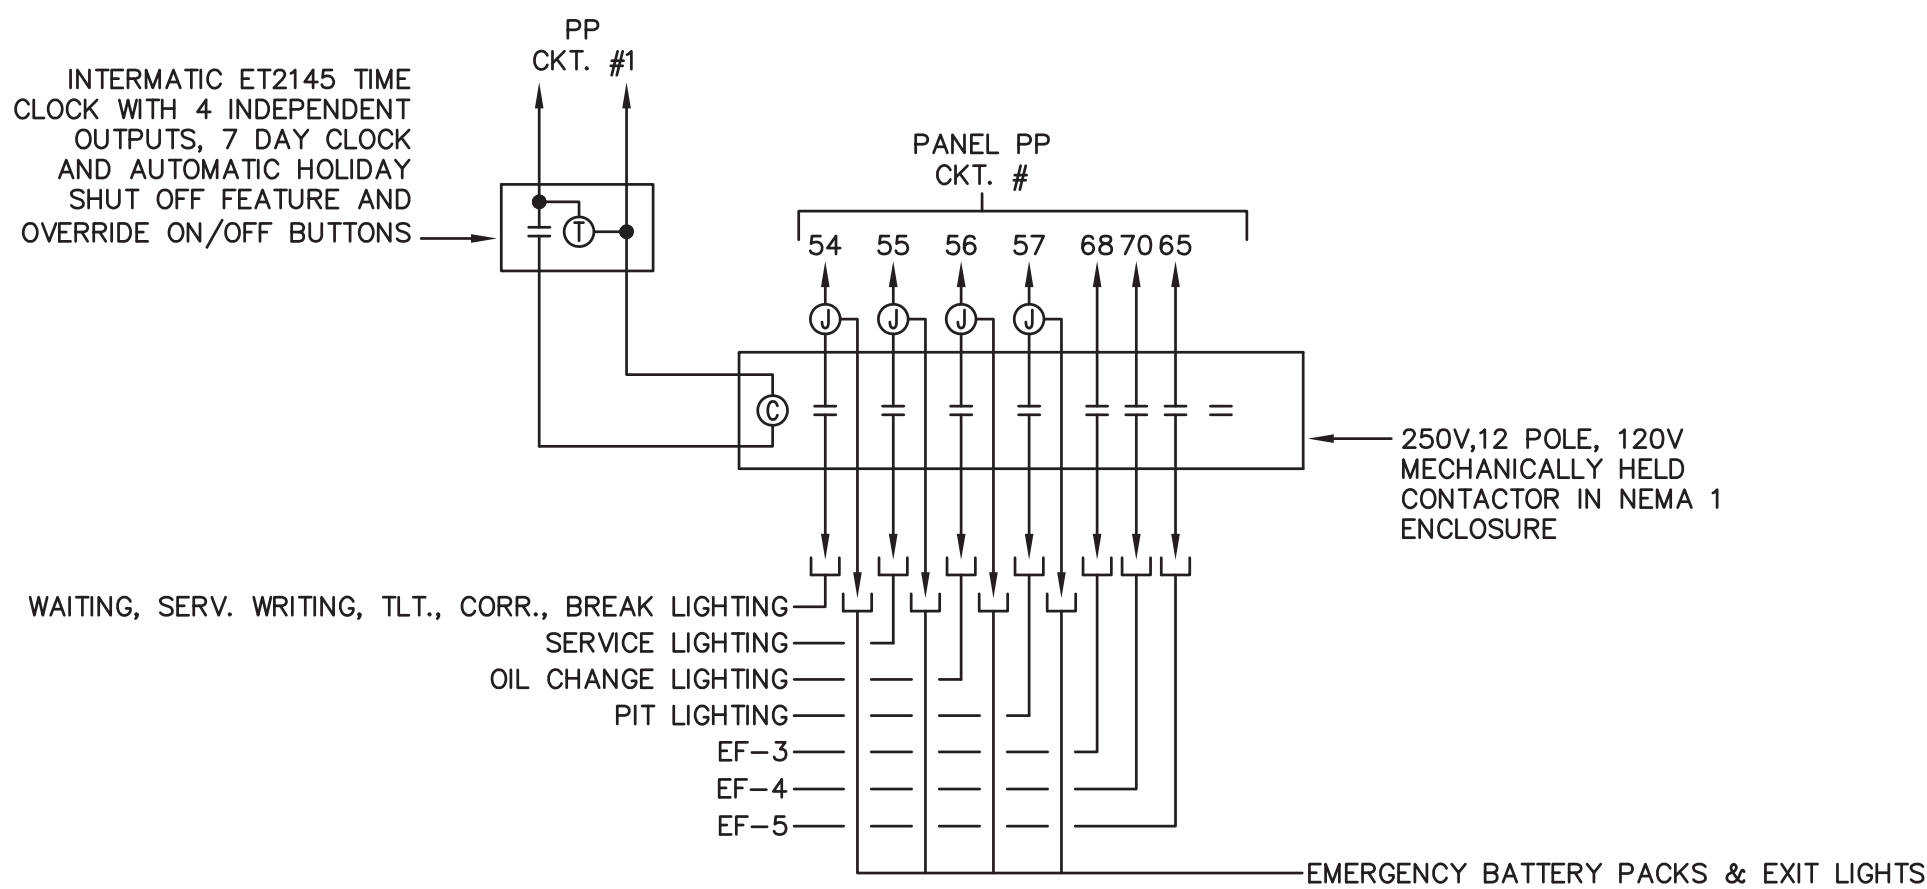 PP
CKT. #1
INTERMATIC ET2145 TIME
CLOCK WITH 4 INDEPENDENT
OUTPUTS, 7 DAY CLOCK
AND AUTOMATIC HOLIDAY
SHUT OFF FEATURE AND
OVERRIDE ON/OFF BUTTONS
T
PANEL PP
CKT. #
54 55 56 57 68 70 65
J J J J
C
250V,12 POLE, 120V
MECHANICALLY HELD
CONTACTOR IN NEMA 1
ENCLOSURE
WAITING, SERV. WRITING, TLT., CORR., BREAK LIGHTING
SERVICE LIGHTING
OIL CHANGE LIGHTING
PIT LIGHTING
EF-3
EF-4
EF-5
EMERGENCY BATTERY PACKS & EXIT LIGHTS